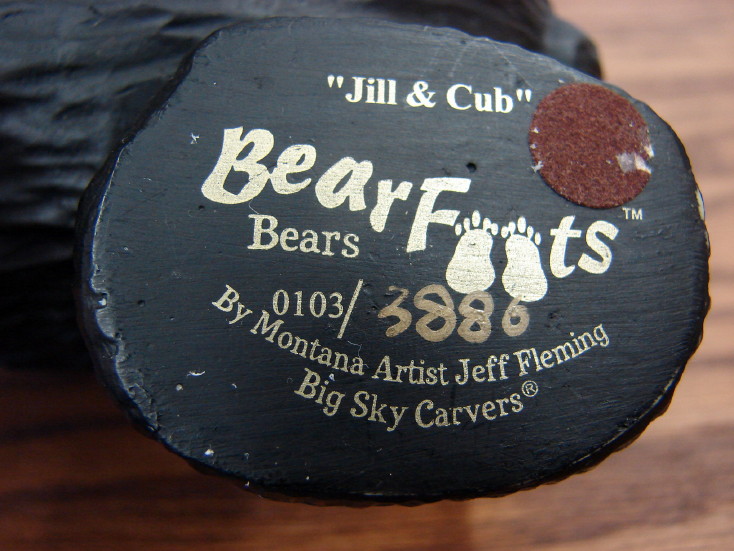 "Jill & Cub"
BearFoots™
Bears
0103/3886
By Montana Artist Jeff Fleming
Big Sky Carvers®